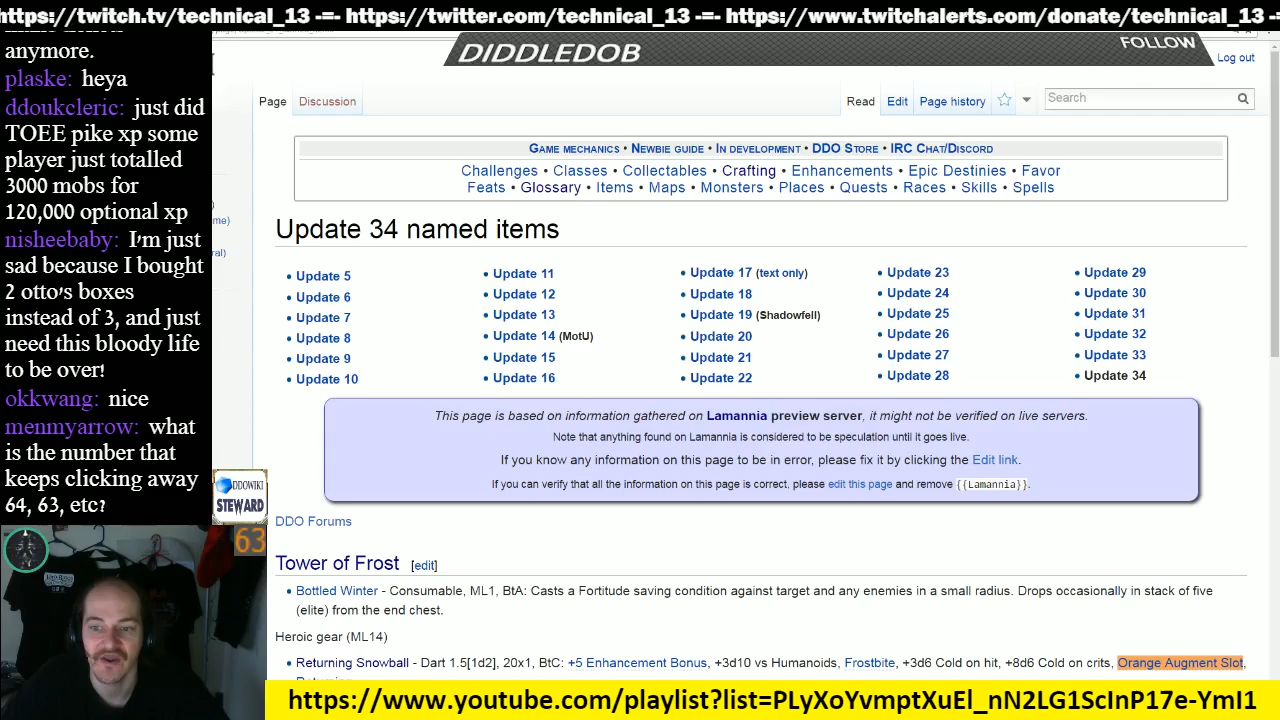 https://twitch.tv/technical_13 -=- https://twitter.com/technical_13 -=- https://www.twitchalerts.com/donate/technical_13 -=
anymore.
plaske: heya
ddoukcleric: just did
TOEE pike xp some
player just totalled
3000 mobs for
120,000 optional xp
nisheebaby: I'm just
sad because I bought
2 otto's boxes
instead of 3, and just
need this bloody life
to be over!
okkwang: nice
menmyarrow: what
is the number that
keeps clicking away
64, 63, etc?
DDOWIKI
STEWARD
63
DIDDLEDOB
FOLLOW
Log out
Page Discussion Read Edit Page history Search
Game mechanics • Newbie guide • In development • DDO Store • IRC Chat/Discord
Challenges • Classes • Collectables • Crafting • Enhancements • Epic Destinies • Favor
Feats • Glossary • Items • Maps • Monsters • Places • Quests • Races • Skills • Spells
Update 34 named items
• Update 5
• Update 6
• Update 7
• Update 8
• Update 9
• Update 10
• Update 11
• Update 12
• Update 13
• Update 14 (MotU)
• Update 15
• Update 16
• Update 17 (text only)
• Update 18
• Update 19 (Shadowfell)
• Update 20
• Update 21
• Update 22
• Update 23
• Update 24
• Update 25
• Update 26
• Update 27
• Update 28
• Update 29
• Update 30
• Update 31
• Update 32
• Update 33
• Update 34
This page is based on information gathered on Lamannia preview server, it might not be verified on live servers.
Note that anything found on Lamannia is considered to be speculation until it goes live.
If you know any information on this page to be in error, please fix it by clicking the Edit link.
If you can verify that all the information on this page is correct, please edit this page and remove {{Lamannia}}.
DDO Forums
Tower of Frost [edit]
• Bottled Winter - Consumable, ML1, BtA: Casts a Fortitude saving condition against target and any enemies in a small radius. Drops occasionally in stack of five
(elite) from the end chest.
Heroic gear (ML14)
• Returning Snowball - Dart 1.5[1d2], 20x1, BtC: +5 Enhancement Bonus, +3d10 vs Humanoids, Frostbite, +3d6 Cold on hit, +8d6 Cold on crits, Orange Augment Slot,
https://www.youtube.com/playlist?list=PLyXoYvmptXuEl_nN2LG1ScInP17e-YmI1